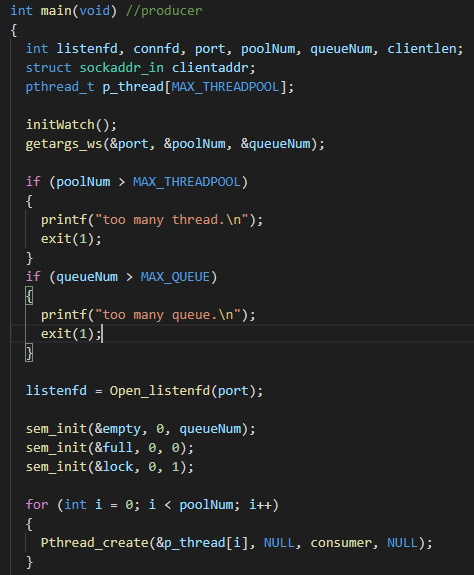 int main(void) //producer
{
  int listenfd, connfd, port, poolNum, queueNum, clientlen;
  struct sockaddr_in clientaddr;
  pthread_t p_thread[MAX_THREADPOOL];

  initWatch();
  getargs_ws(&port, &poolNum, &queueNum);

  if (poolNum > MAX_THREADPOOL)
  {
    printf("too many thread.\n");
    exit(1);
  }
  if (queueNum > MAX_QUEUE)
  {
    printf("too many queue.\n");
    exit(1);
  }

  listenfd = Open_listenfd(port);

  sem_init(&empty, 0, queueNum);
  sem_init(&full, 0, 0);
  sem_init(&lock, 0, 1);

  for (int i = 0; i < poolNum; i++)
  {
    Pthread_create(&p_thread[i], NULL, consumer, NULL);
  }